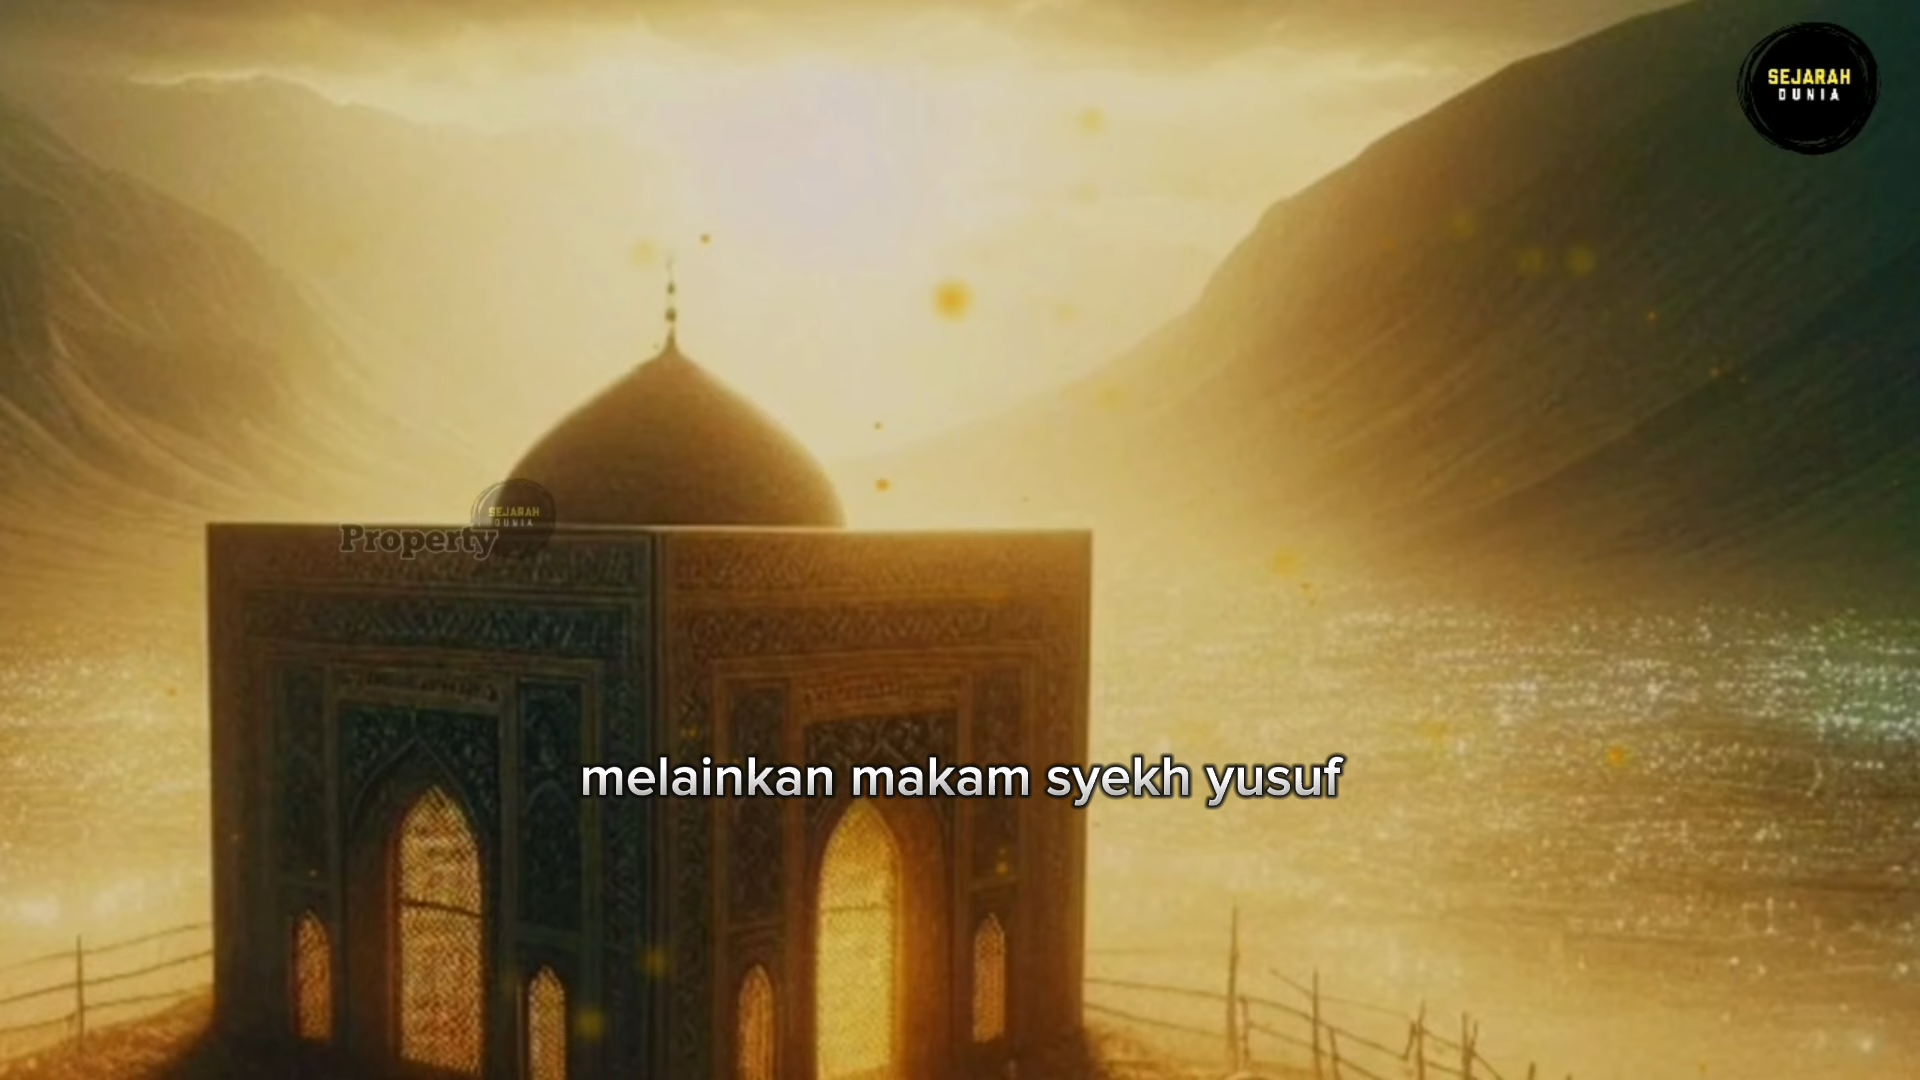 SEJARAH
DUNIA
SEJARAH
DUNIA
Property
melainkan makam syekh yusuf